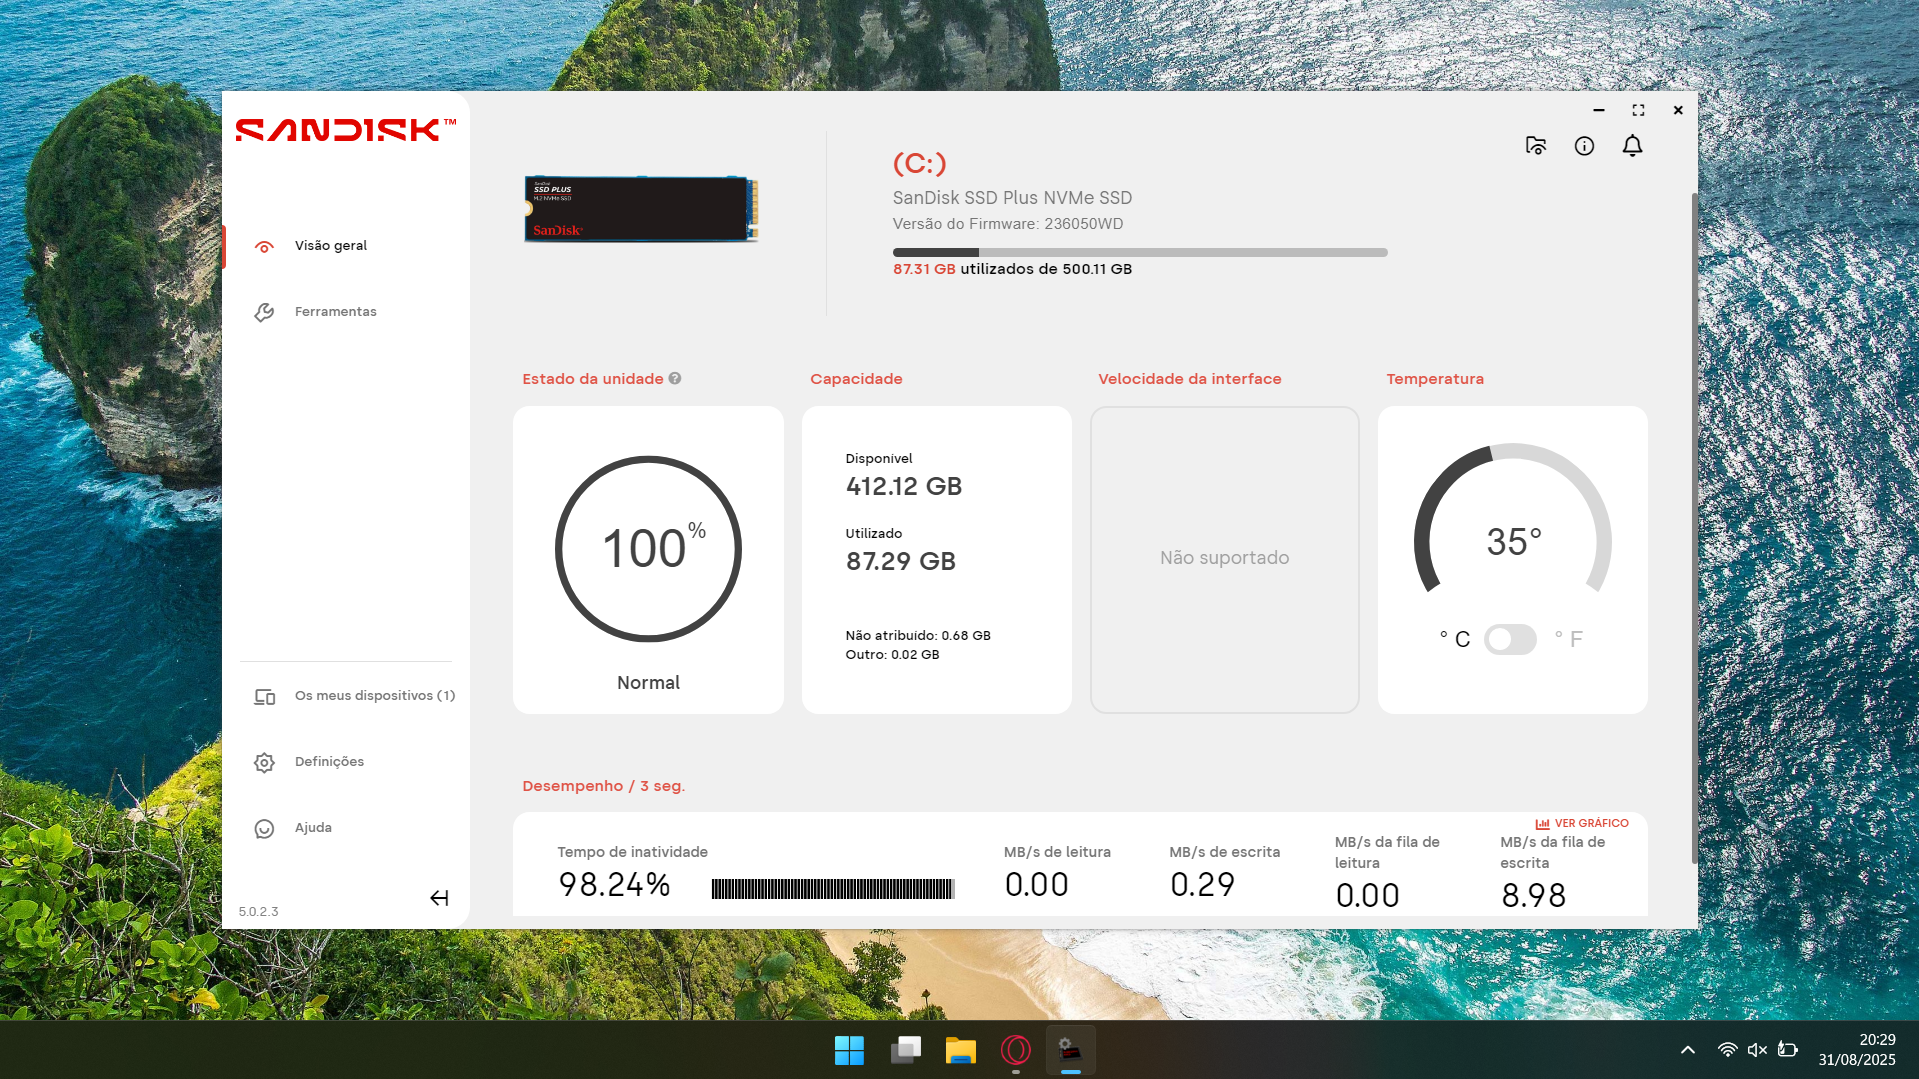 SANDISK™
Visão geral
Ferramentas
Os meus dispositivos (1)
Definições
Ajuda
5.0.2.3
SanDisk
SSD PLUS
M.2 NVMe SSD
SanDisk
(C:)
SanDisk SSD Plus NVMe SSD
Versão do Firmware: 236050WD
87.31 GB utilizados de 500.11 GB
Estado da unidade ?
100%
Normal
Capacidade
Disponível
412.12 GB
Utilizado
87.29 GB
Não atribuído: 0.68 GB
Outro: 0.02 GB
Velocidade da interface
Não suportado
Temperatura
35°
° C
° F
Desempenho / 3 seg.
VER GRÁFICO
Tempo de inatividade
98.24%
MB/s de leitura
0.00
MB/s de escrita
0.29
MB/s da fila de
leitura
0.00
MB/s da fila de
escrita
8.98
20:29
31/08/2025